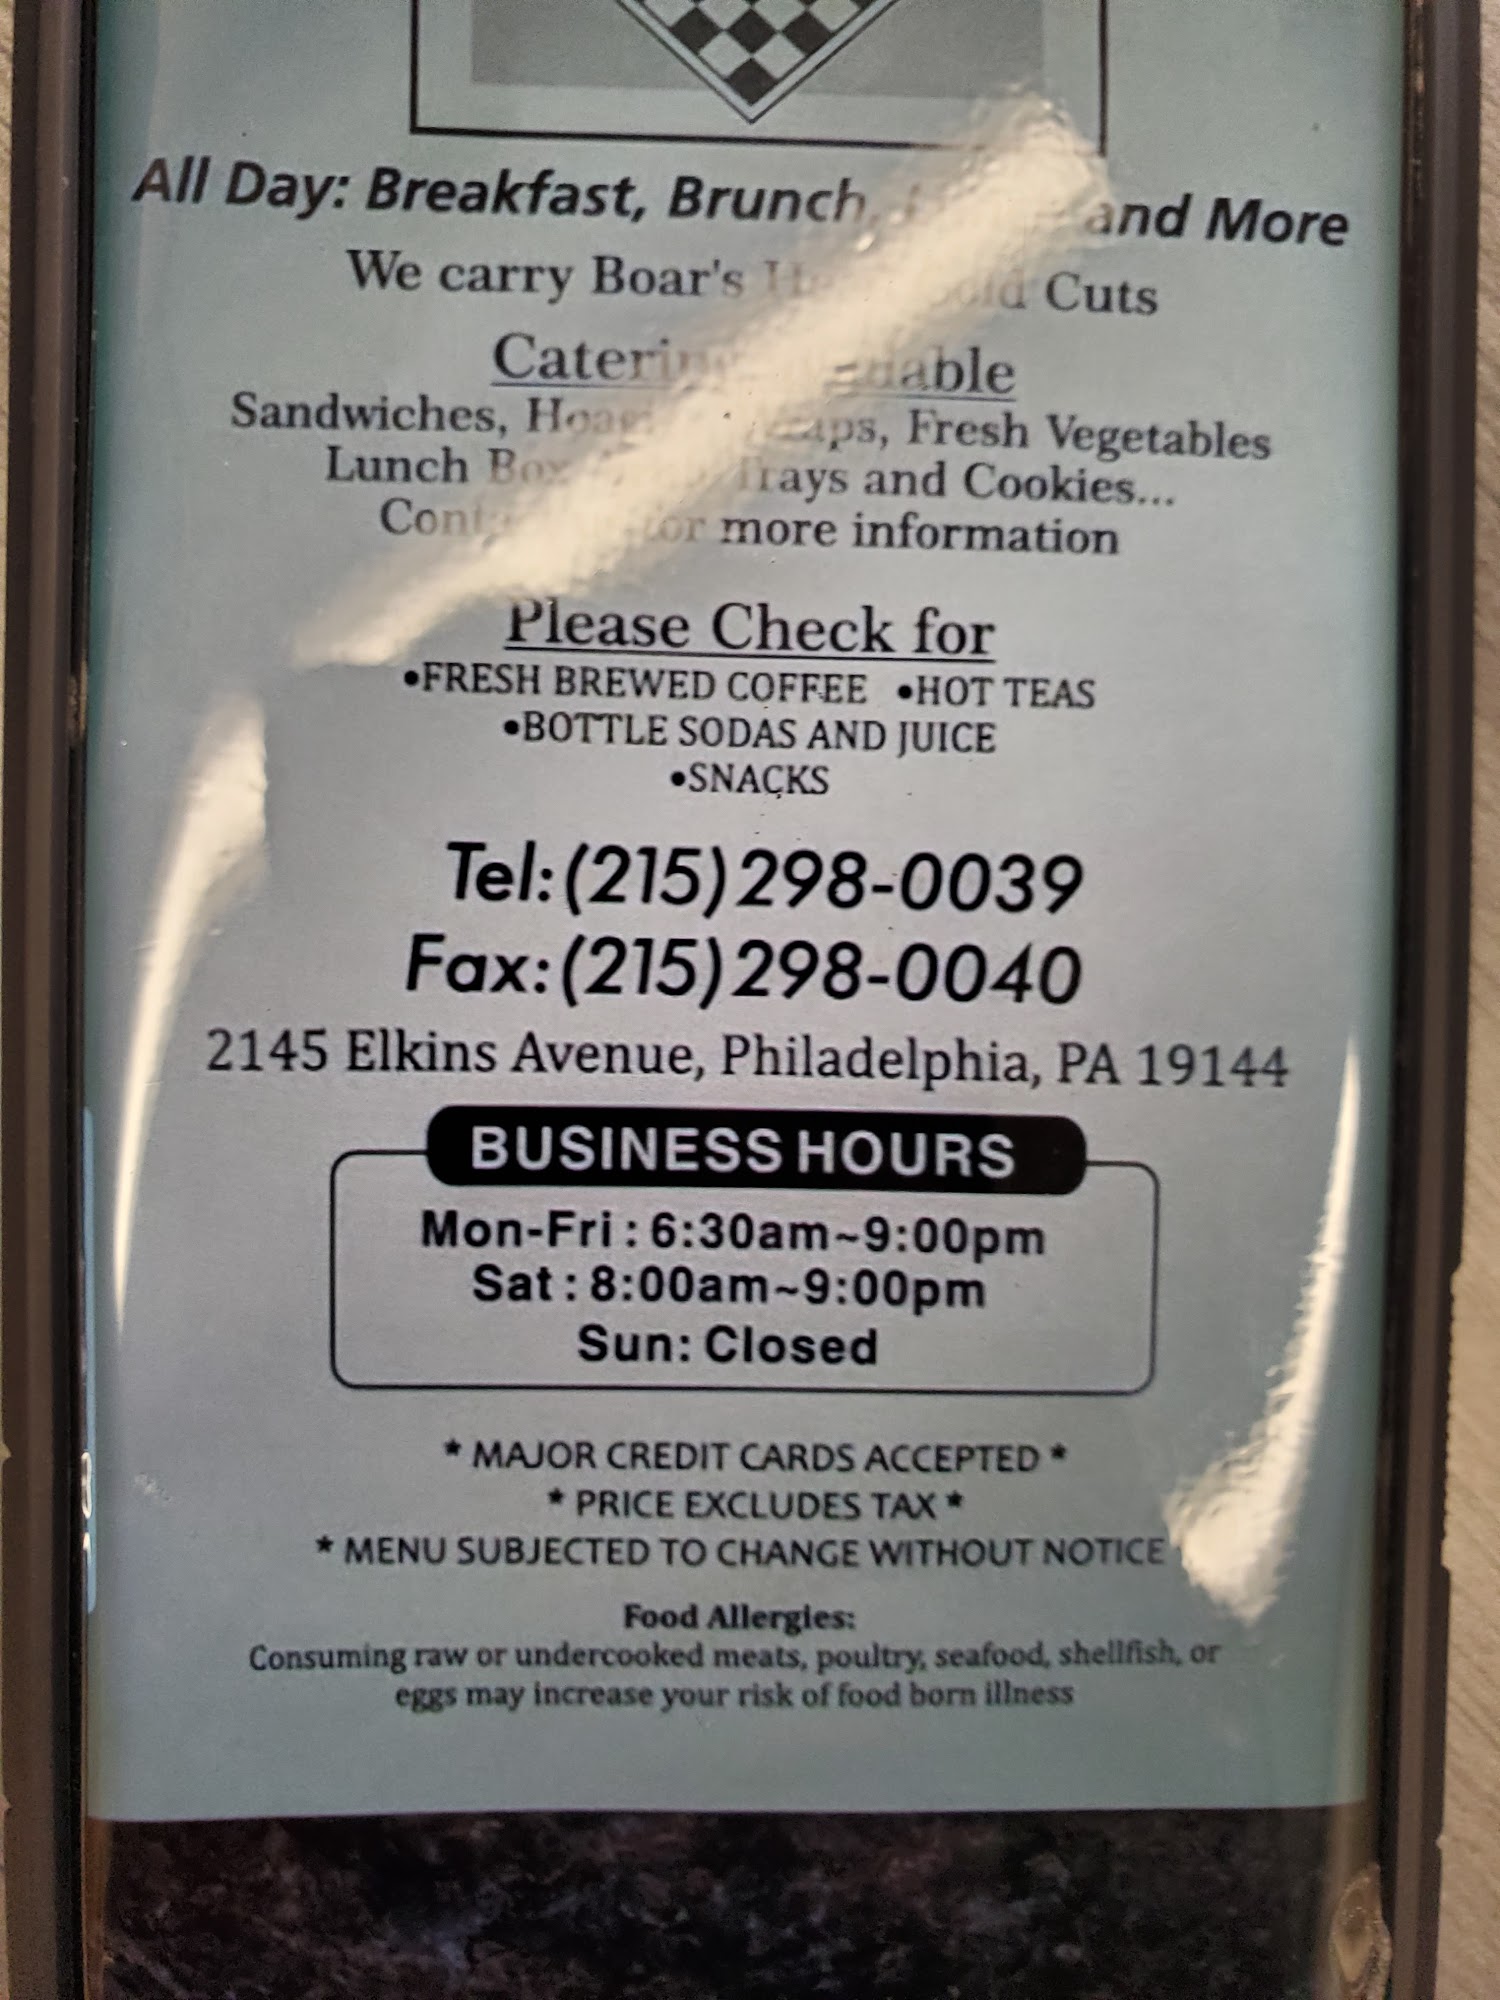 All Day: Breakfast, Brunch, and More
We carry Boar's Cuts
Sandwiches, Fresh Vegetables
Lunch Trays and Cookies...
for more information
Please Check for
•FRESH BREWED COFFEE •HOT TEAS
•BOTTLE SODAS AND JUICE
•SNACKS
Tel:(215)298-0039
Fax:(215)298-0040
2145 Elkins Avenue, Philadelphia, PA 19144
BUSINESS HOURS
Mon-Fri : 6:30am~9:00pm
Sat : 8:00am~9:00pm
Sun: Closed
* MAJOR CREDIT CARDS ACCEPTED *
* PRICE EXCLUDES TAX *
* MENU SUBJECTED TO CHANGE WITHOUT NOTICE
Food Allergies:
Consuming raw or undercooked meats, poultry, seafood, shellfish, or
eggs may increase your risk of food born illness